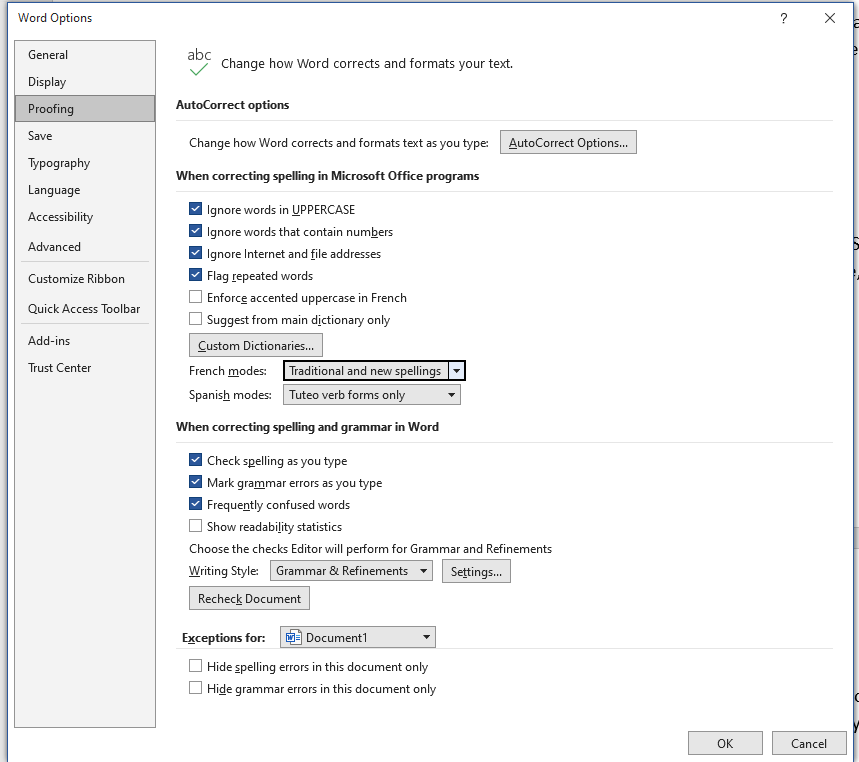 Word Options
?
General
Display
Proofing
Save
Typography
Language
Accessibility
Advanced
Customize Ribbon
Quick Access Toolbar
Add-ins
Trust Center
abc
Change how Word corrects and formats your text.
AutoCorrect options
Change how Word corrects and formats text as you type: AutoCorrect Options...
When correcting spelling in Microsoft Office programs
Ignore words in UPPERCASE
Ignore words that contain numbers
Ignore Internet and file addresses
Flag repeated words
Enforce accented uppercase in French
Suggest from main dictionary only
Custom Dictionaries...
French modes: Traditional and new spellings
Spanish modes: Tuteo verb forms only
When correcting spelling and grammar in Word
Check spelling as you type
Mark grammar errors as you type
Frequently confused words
Show readability statistics
Choose the checks Editor will perform for Grammar and Refinements
Writing Style: Grammar & Refinements Settings...
Recheck Document
Exceptions for: Document1
Hide spelling errors in this document only
Hide grammar errors in this document only
OK Cancel